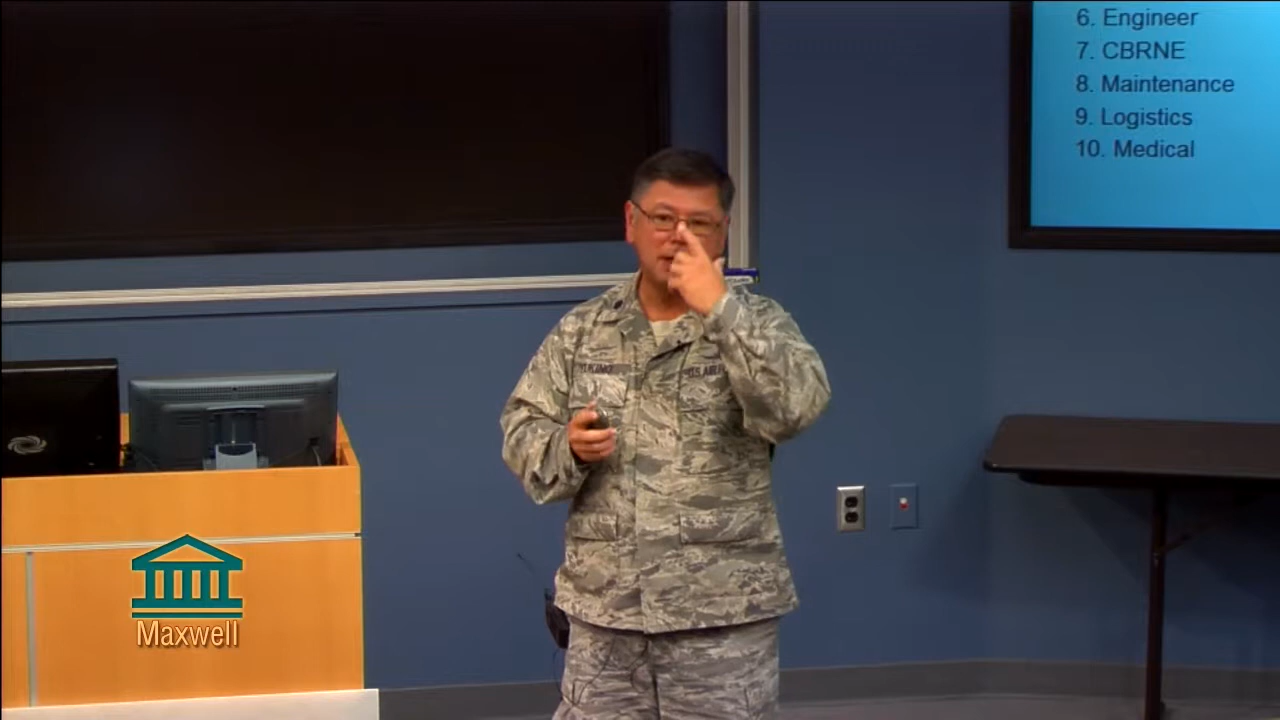 6. Engineer
7. CBRNE
8. Maintenance
9. Logistics
10. Medical
Maxwell